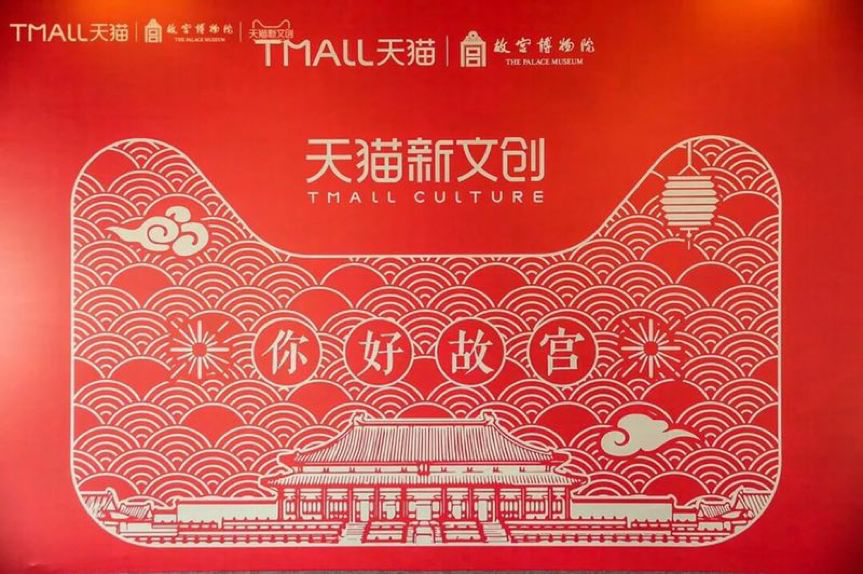 TMALL天猫 故宫博物院 天猫新文创
THE PALACE MUSEUM
TMALL天猫 故宫博物院
THE PALACE MUSEUM
天猫新文创
TMALL CULTURE
你好故宫